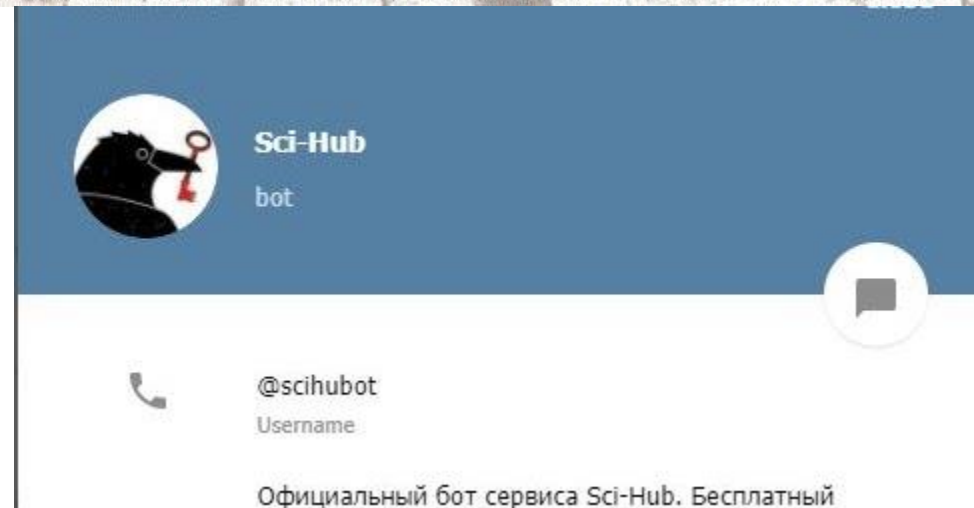 Sci-Hub
bot
@scihubot
Username
Официальный бот сервиса Sci-Hub. Бесплатный